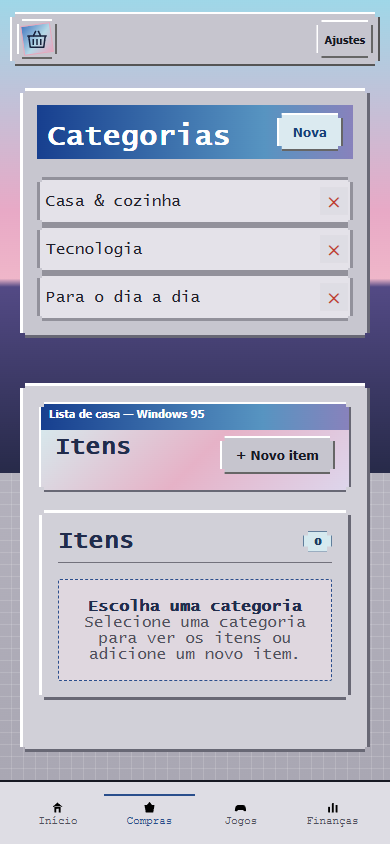 Ajustes
Categorias
Nova
Casa & cozinha
Tecnologia
Para o dia a dia
Lista de casa — Windows 95
Itens
+ Novo item
Itens
0
Escolha uma categoria
Selecione uma categoria
para ver os itens ou
adicione um novo item.
Início
Compras
Jogos
Finanças